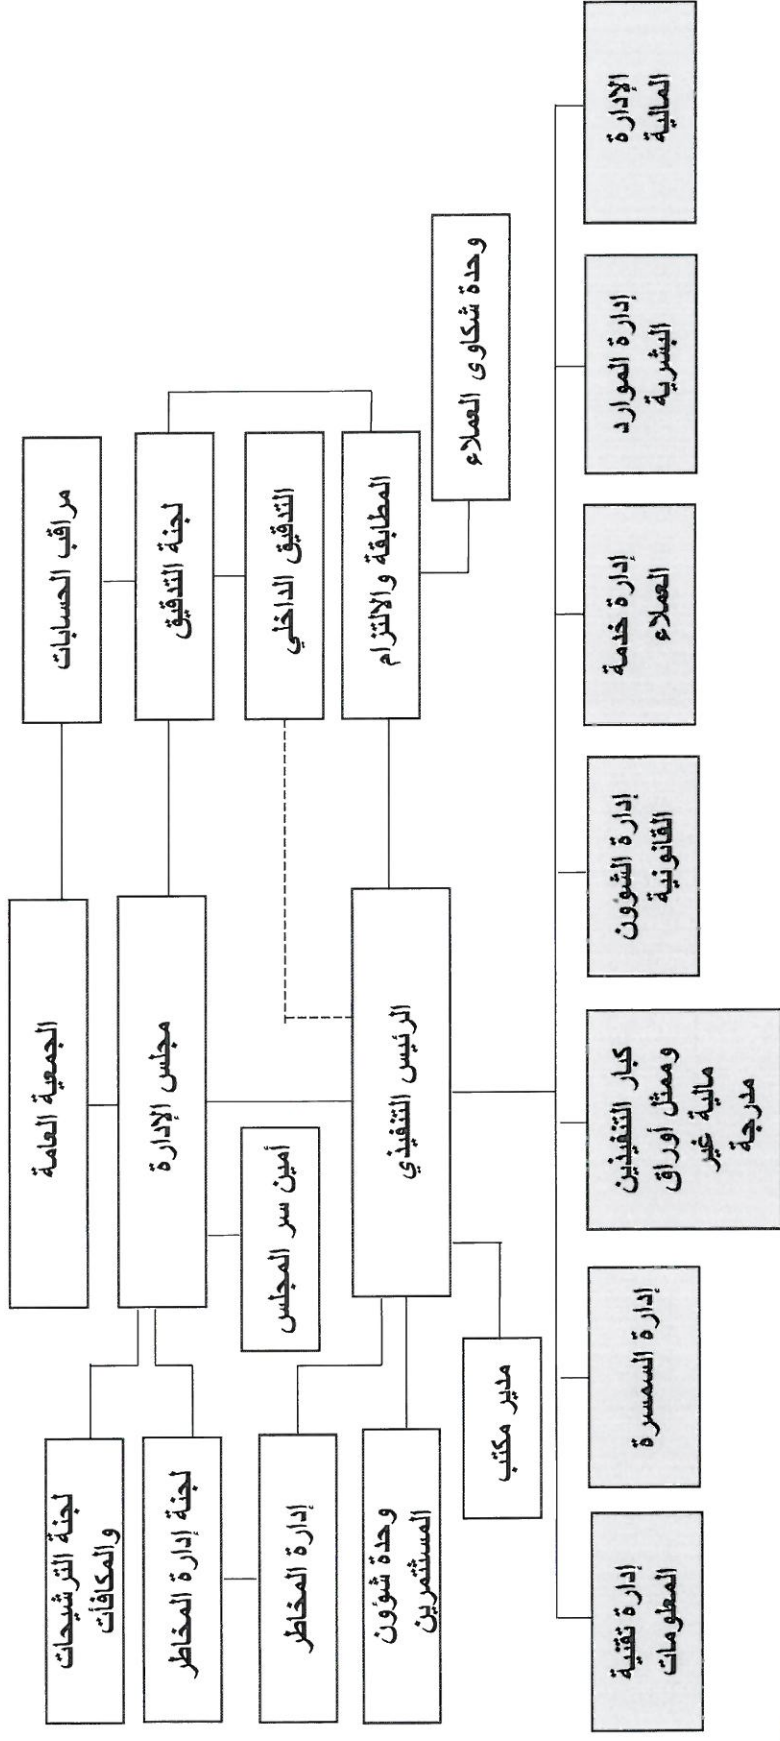 الجمعية العامة
مراقب الحسابات
لجنة الترشيحات
والمكافآت
مجلس الإدارة
لجنة التدقيق
لجنة إدارة المخاطر
أمين سر المجلس
التدقيق الداخلي
إدارة المخاطر
الرئيس التنفيذي
المطابقة والالتزام
وحدة شؤون
المستثمرين
وحدة شكاوى العملاء
مدير مكتب
الإدارة
المالية
إدارة الموارد
البشرية
إدارة خدمة
العملاء
إدارة الشؤون
القانونية
كبار التنفيذين
وممثل أوراق
مالية غير
مدرجة
إدارة السمسرة
إدارة تقنية
المعلومات